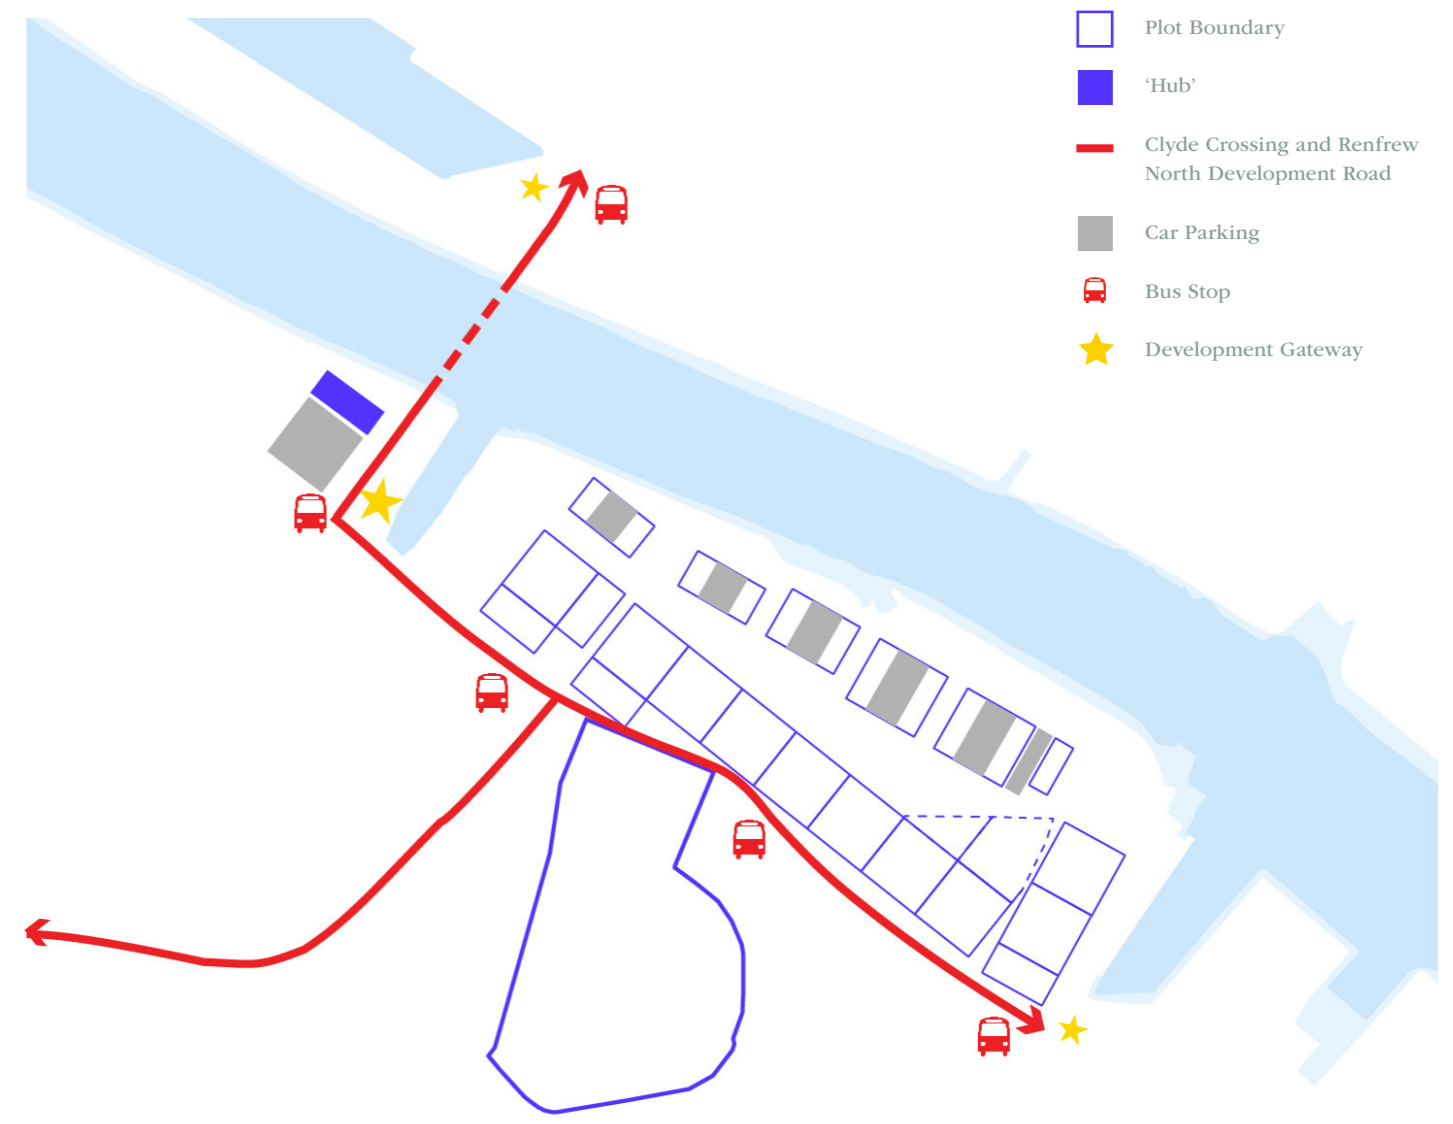 Plot Boundary
‘Hub’
Clyde Crossing and Renfrew
North Development Road
Car Parking
Bus Stop
Development Gateway